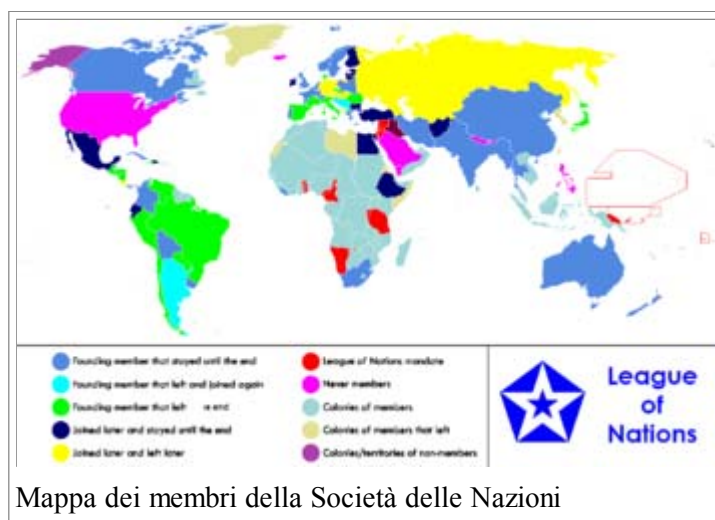 Founding member that stayed until the end
Founding member that left and joined again
Founding member that left end
Joined later and stayed until the end
Joined later and left later
League of Nations mandate
Never members
Colonies of members
Colonies of members that left
Colonies/territories of non-members
League
of
Nations
Mappa dei membri della Società delle Nazioni